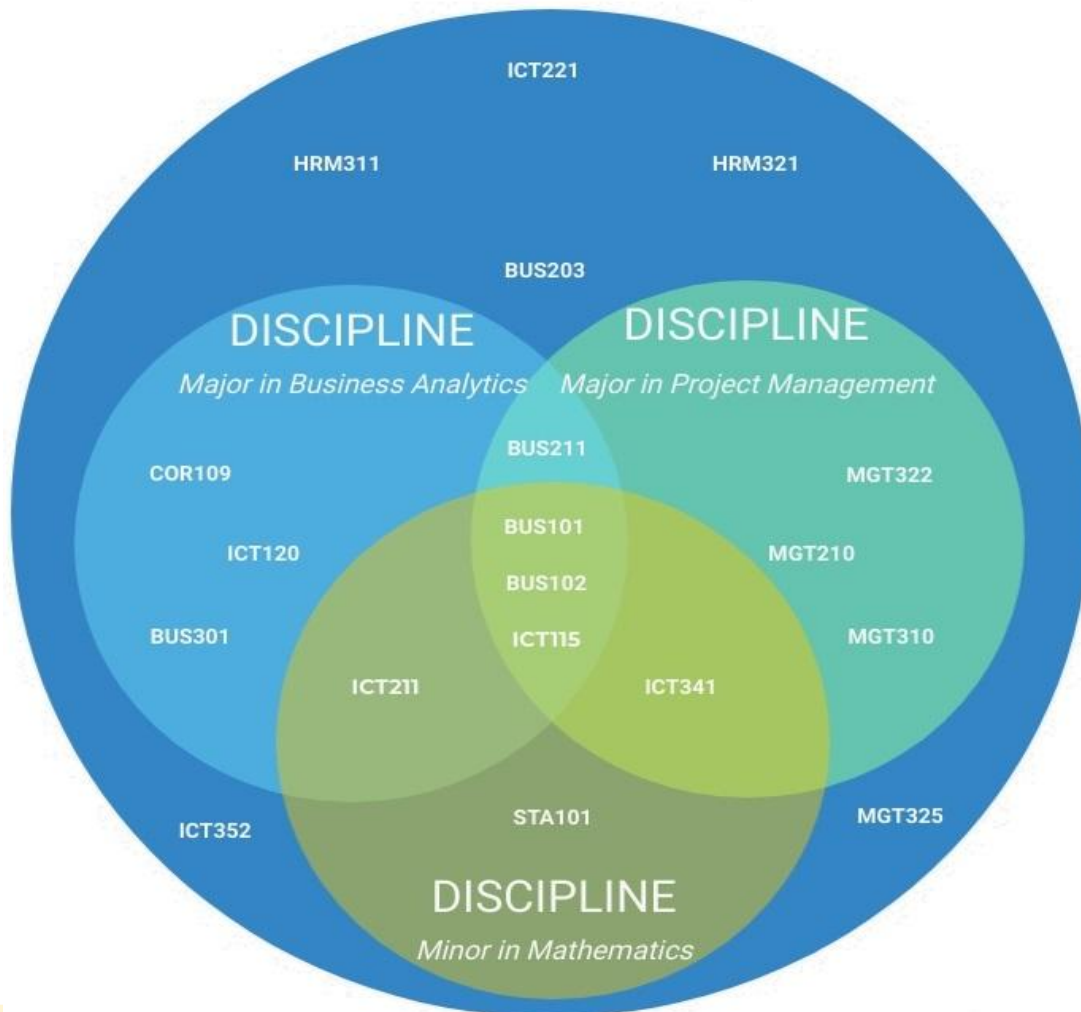 ICT221
HRM311
HRM321
BUS203
DISCIPLINE
Major in Business Analytics
DISCIPLINE
Major in Project Management
BUS211
COR109
MGT322
BUS101
ICT120
MGT210
BUS102
BUS301
ICT115
MGT310
ICT211
ICT341
ICT352
STA101
MGT325
DISCIPLINE
Minor in Mathematics